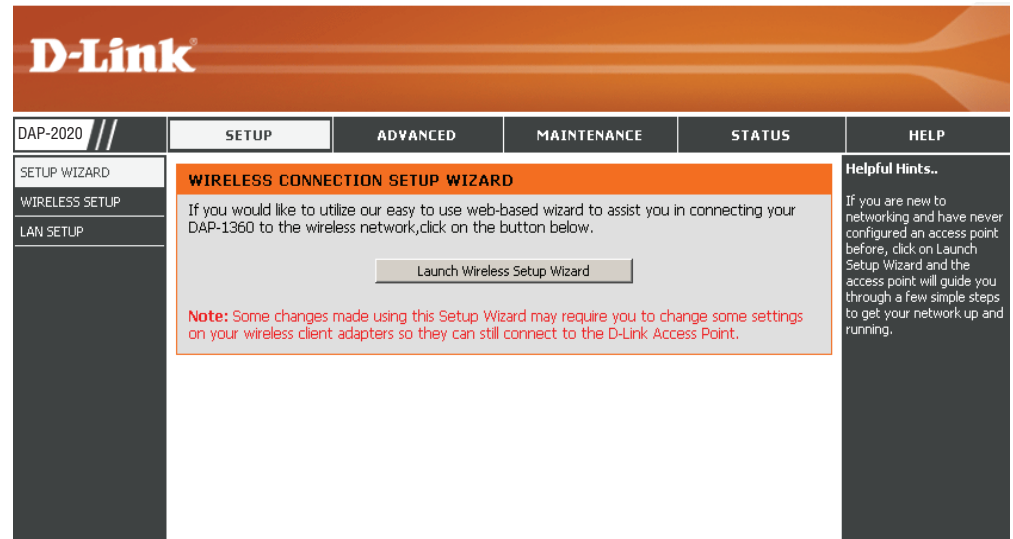 D-Link®
DAP-2020
SETUP
ADVANCED
MAINTENANCE
STATUS
HELP
SETUP WIZARD
WIRELESS SETUP
LAN SETUP
WIRELESS CONNECTION SETUP WIZARD
If you would like to utilize our easy to use web-based wizard to assist you in connecting your
DAP-1360 to the wireless network,click on the button below.
Launch Wireless Setup Wizard
Note: Some changes made using this Setup Wizard may require you to change some settings
on your wireless client adapters so they can still connect to the D-Link Access Point.
Helpful Hints..
If you are new to
networking and have never
configured an access point
before, click on Launch
Setup Wizard and the
access point will guide you
through a few simple steps
to get your network up and
running.